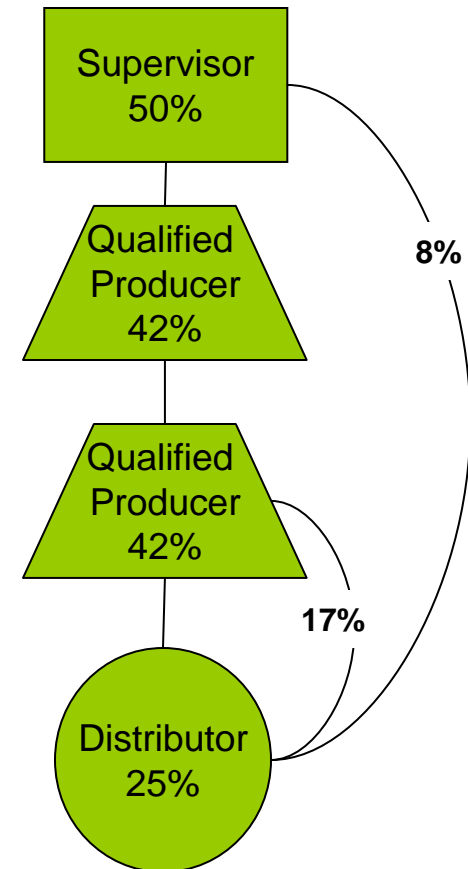 Supervisor
50%
Qualified
Producer
42%
8%
Qualified
Producer
42%
17%
Distributor
25%